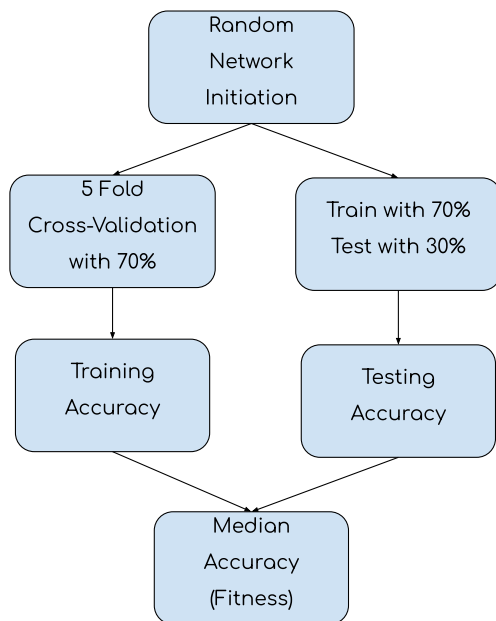 Random
Network
Initiation
5 Fold
Cross-Validation
with 70%
Train with 70%
Test with 30%
Training
Accuracy
Testing
Accuracy
Median
Accuracy
(Fitness)